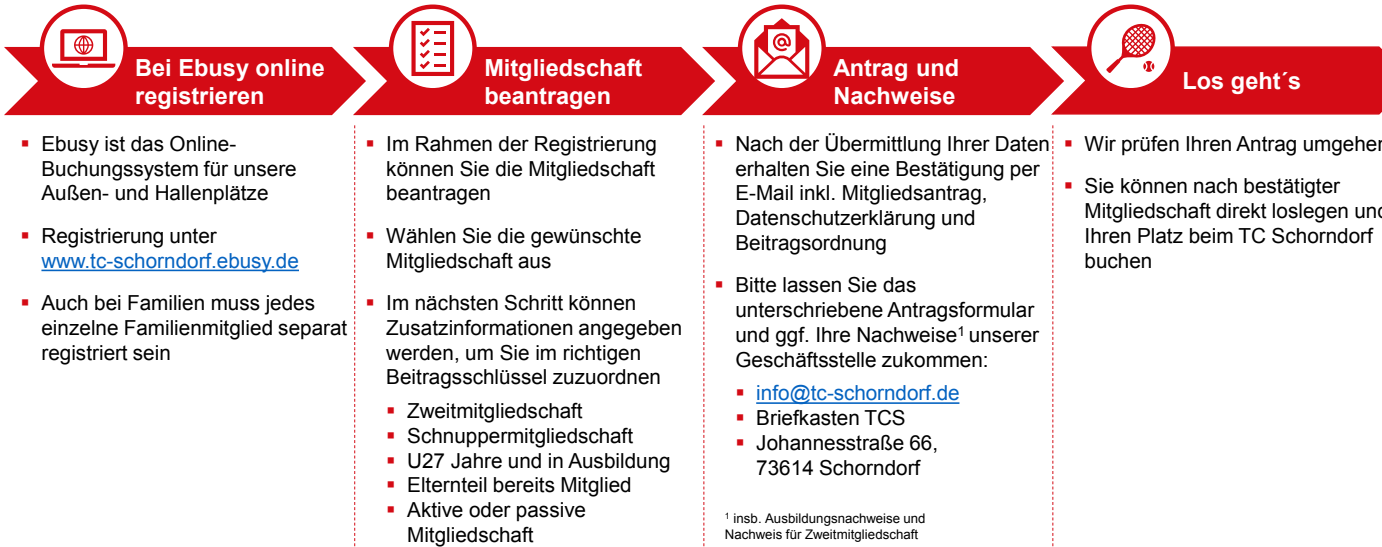 Bei Ebusy online
registrieren
Ebusy ist das Online-
Buchungssystem für unsere
Außen- und Hallenplätze
Registrierung unter
www.tc-schorndorf.ebusy.de
Auch bei Familien muss jedes
einzelne Familienmitglied separat
registriert sein
Mitgliedschaft
beantragen
Im Rahmen der Registrierung
können Sie die Mitgliedschaft
beantragen
Wählen Sie die gewünschte
Mitgliedschaft aus
Im nächsten Schritt können
Zusatzinformationen angegeben
werden, um Sie im richtigen
Beitragsschlüssel zuzuordnen
Zweitmitgliedschaft
Schnuppermitgliedschaft
U27 Jahre und in Ausbildung
Elternteil bereits Mitglied
Aktive oder passive
Mitgliedschaft
Antrag und
Nachweise
Nach der Übermittlung Ihrer Daten
erhalten Sie eine Bestätigung per
E-Mail inkl. Mitgliedsantrag,
Datenschutzerklärung und
Beitragsordnung
Bitte lassen Sie das
unterschriebene Antragsformular
und ggf. Ihre Nachweise¹ unserer
Geschäftsstelle zukommen:
info@tc-schorndorf.de
Briefkasten TCS
Johannesstraße 66,
73614 Schorndorf
¹ insb. Ausbildungsnachweise und
Nachweis für Zweitmitgliedschaft
Los geht´s
Wir prüfen Ihren Antrag
Sie können nach bestätigter
Mitgliedschaft direkt loslegen
Ihren Platz beim TC Schorndorf
buchen